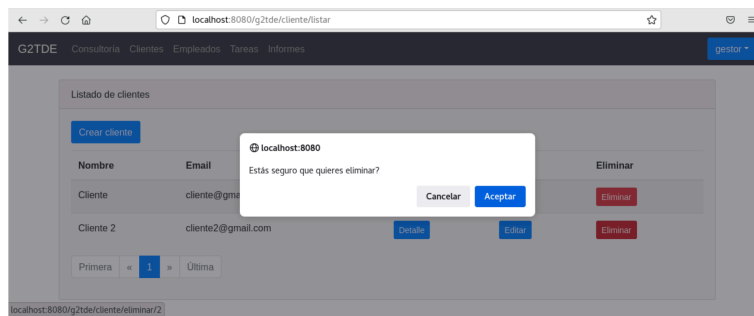 localhost:8080/g2tde/cliente/listar
G2TDE Consultoría Clientes Empleados Tareas Informes gestor
Listado de clientes
Crear cliente
localhost:8080
Estás seguro que quieres eliminar?
Cancelar Aceptar
Nombre Email Eliminar
Cliente cliente@gma Eliminar
Cliente 2 cliente2@gmail.com Detalle Editar Eliminar
Primera « 1 » Última
localhost:8080/g2tde/cliente/eliminar/2